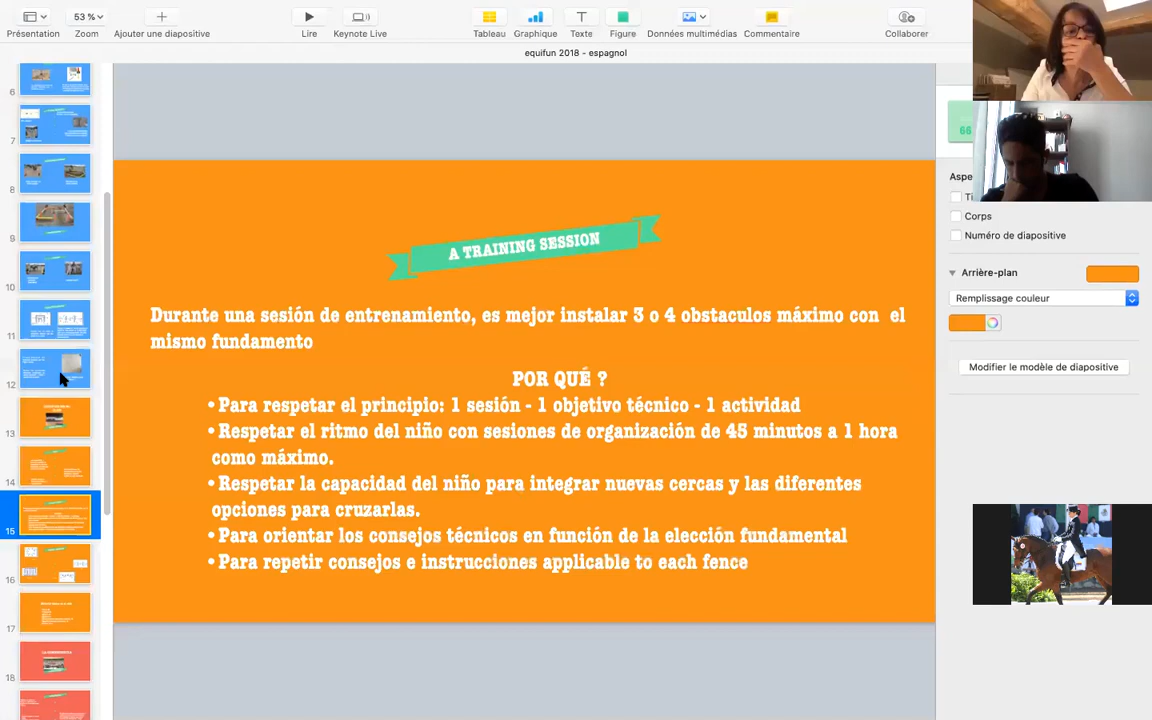 53 %
Présentation
Zoom
Ajouter une diapositive
Lire
Keynote Live
Tableau
Graphique
Texte
Figure
Données multimédias
Commentaire
Collaborer
equifun 2018 - espagnol
6
7
8
9
10
11
12
13
14
15
16
17
18
A TRAINING SESSION
Durante una sesión de entrenamiento, es mejor instalar 3 o 4 obstaculos máximo con el
mismo fundamento
POR QUÉ ?
•Para respetar el principio: 1 sesión - 1 objetivo técnico - 1 actividad
•Respetar el ritmo del niño con sesiones de organización de 45 minutos a 1 hora
como máximo.
•Respetar la capacidad del niño para integrar nuevas cercas y las diferentes
opciones para cruzarlas.
•Para orientar los consejos técnicos en función de la elección fundamental
•Para repetir consejos e instrucciones applicable to each fence
66
Corps
Numéro de diapositive
Arrière-plan
Remplissage couleur
Modifier le modèle de diapositive